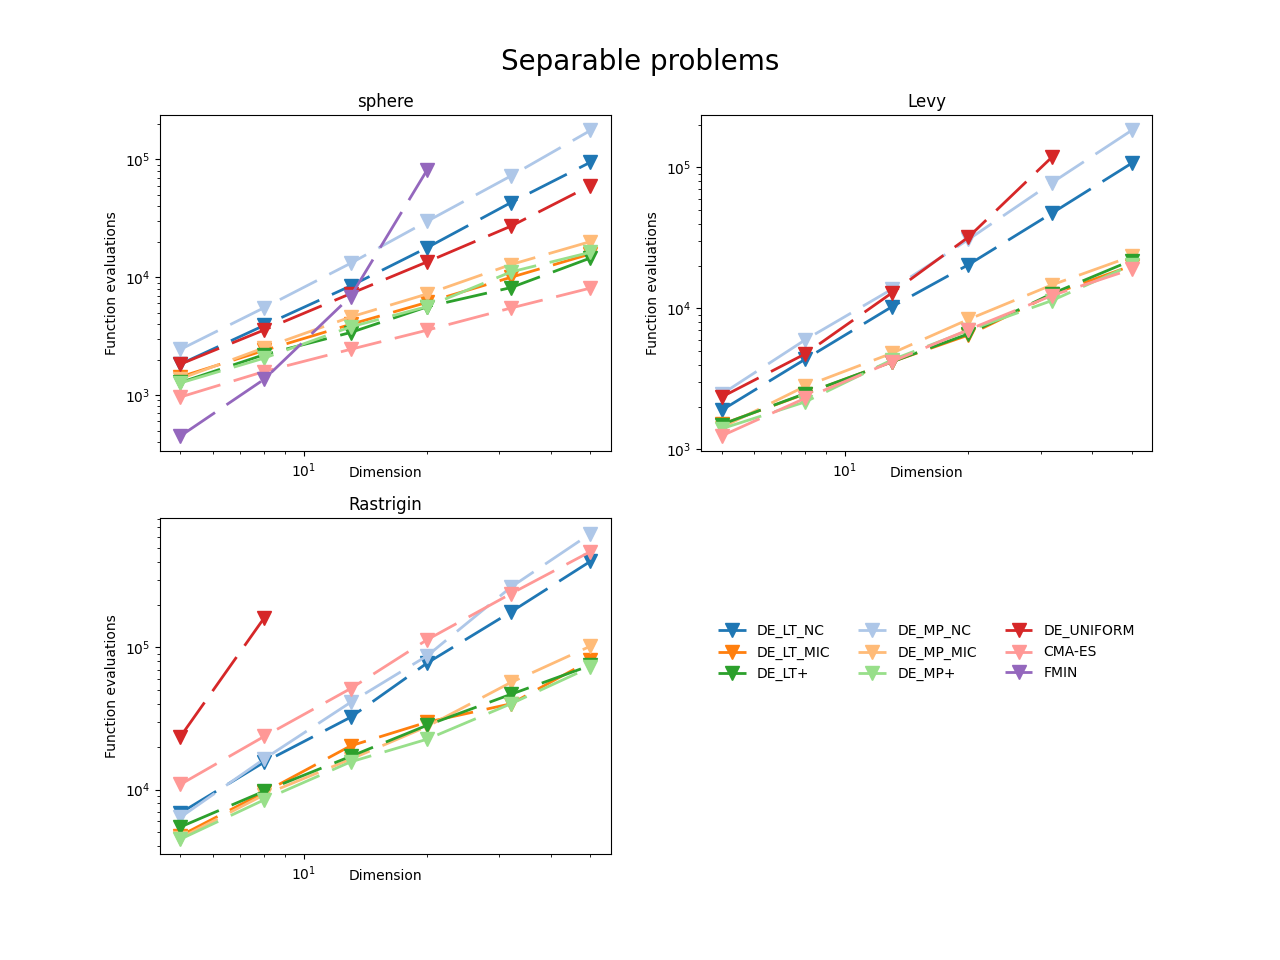 Separable problems
sphere
Function evaluations
10^5
10^4
10^3
10^1
Dimension
Levy
Function evaluations
10^5
10^4
10^3
10^1
Dimension
Rastrigin
Function evaluations
10^5
10^4
10^1
Dimension
DE_LT_NC
DE_LT_MIC
DE_LT+
DE_MP_NC
DE_MP_MIC
DE_MP+
DE_UNIFORM
CMA-ES
FMIN